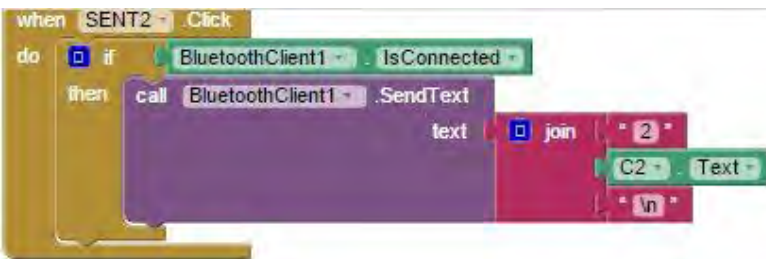 when SENT2 .Click
do if BluetoothClient1 . IsConnected
then call BluetoothClient1 .SendText
text join " 2 "
C2 . Text
" \n "